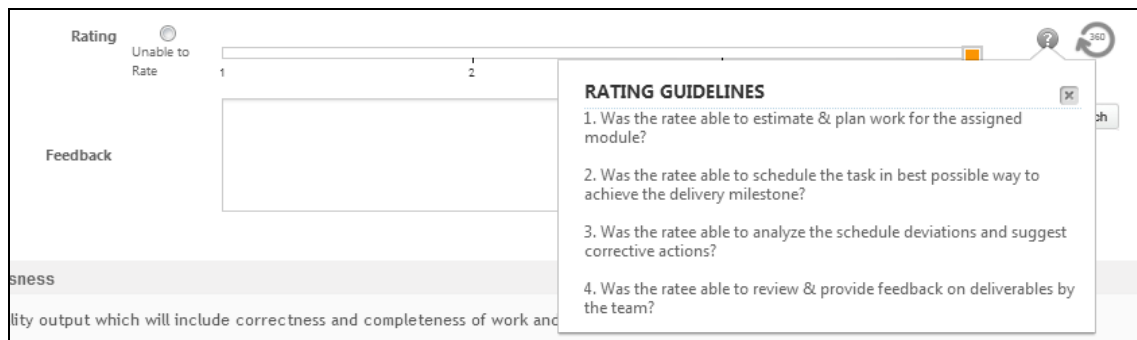 Rating
Unable to
Rate
1
2
360
?
RATING GUIDELINES
1. Was the ratee able to estimate & plan work for the assigned
module?
2. Was the ratee able to schedule the task in best possible way to
achieve the delivery milestone?
3. Was the ratee able to analyze the schedule deviations and suggest
corrective actions?
4. Was the ratee able to review & provide feedback on deliverables by
the team?
ch
Feedback
sness
lity output which will include correctness and completeness of work and